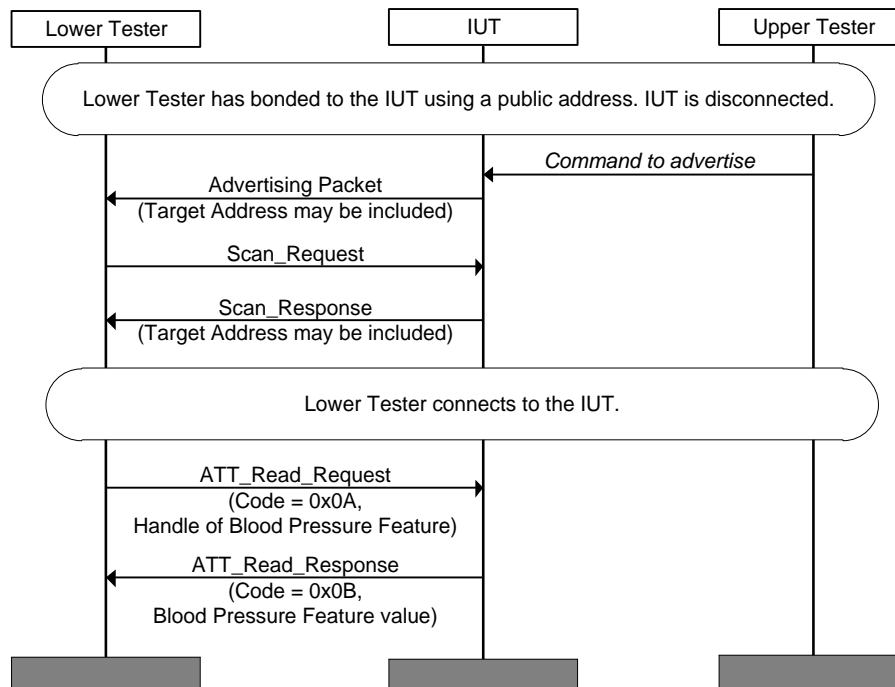 Lower Tester
IUT
Upper Tester
Lower Tester has bonded to the IUT using a public address. IUT is disconnected.
Command to advertise
Advertising Packet
(Target Address may be included)
Scan_Request
Scan_Response
(Target Address may be included)
Lower Tester connects to the IUT.
ATT_Read_Request
(Code = 0x0A,
Handle of Blood Pressure Feature)
ATT_Read_Response
(Code = 0x0B,
Blood Pressure Feature value)